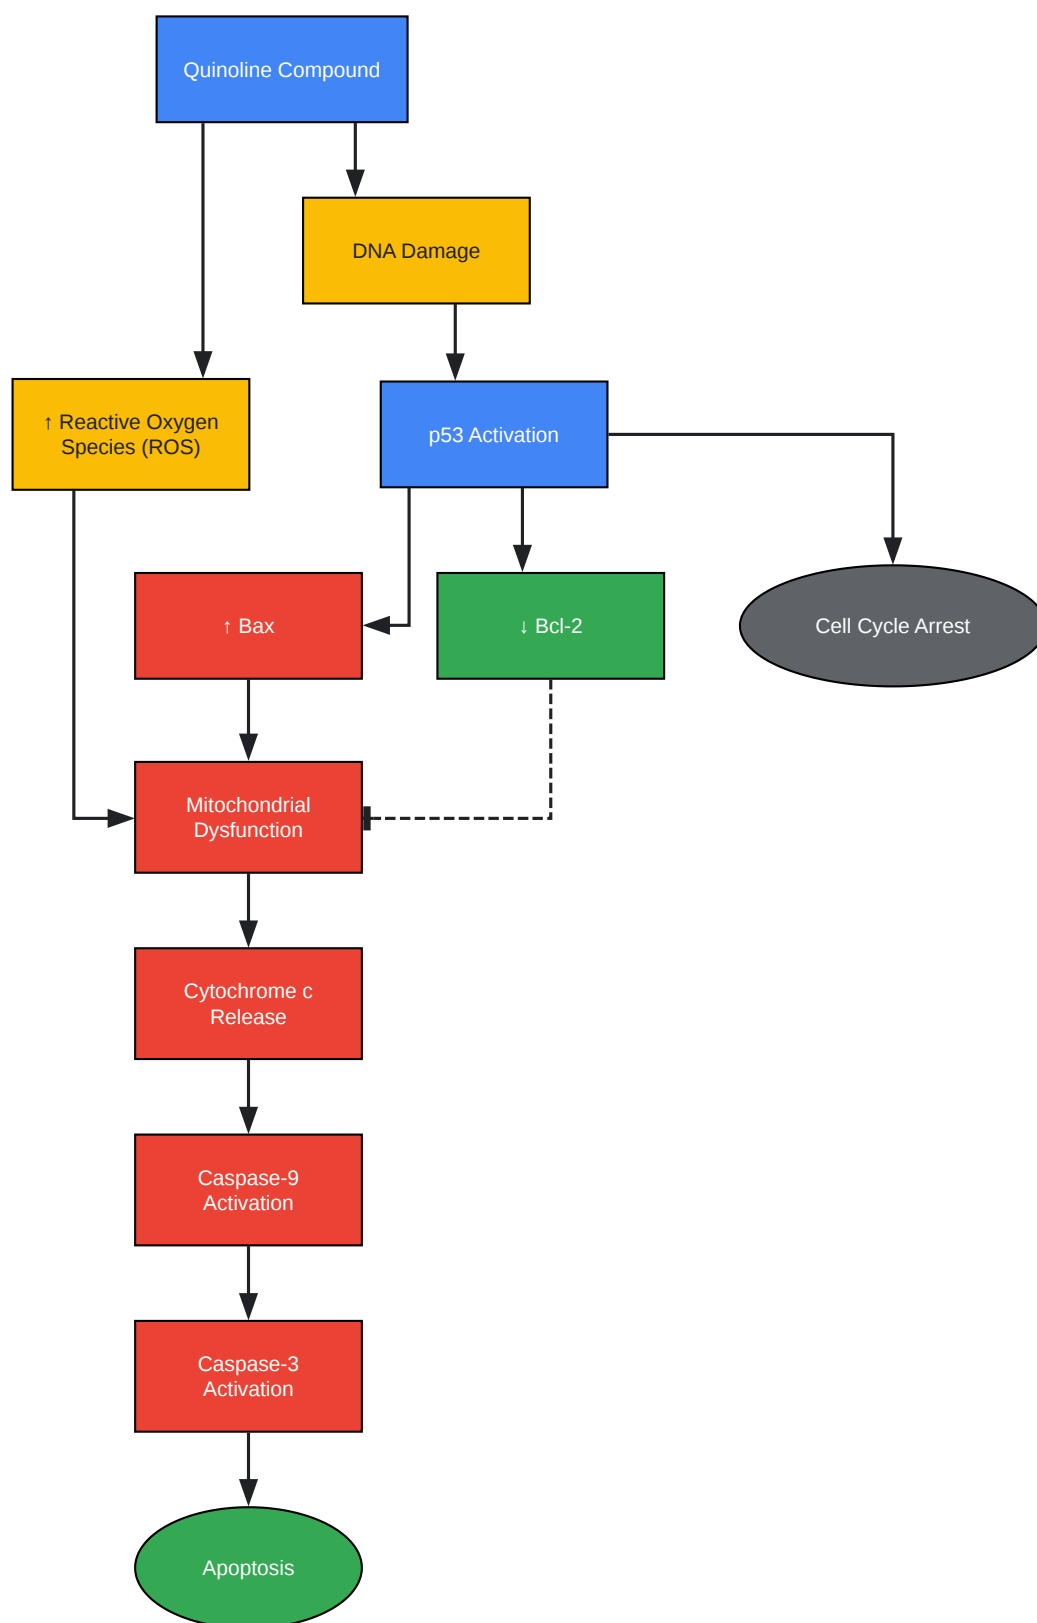 Quinoline Compound
DNA Damage
↑ Reactive Oxygen
Species (ROS)
p53 Activation
↑ Bax
↓ Bcl-2
Cell Cycle Arrest
Mitochondrial
Dysfunction
Cytochrome c
Release
Caspase-9
Activation
Caspase-3
Activation
Apoptosis